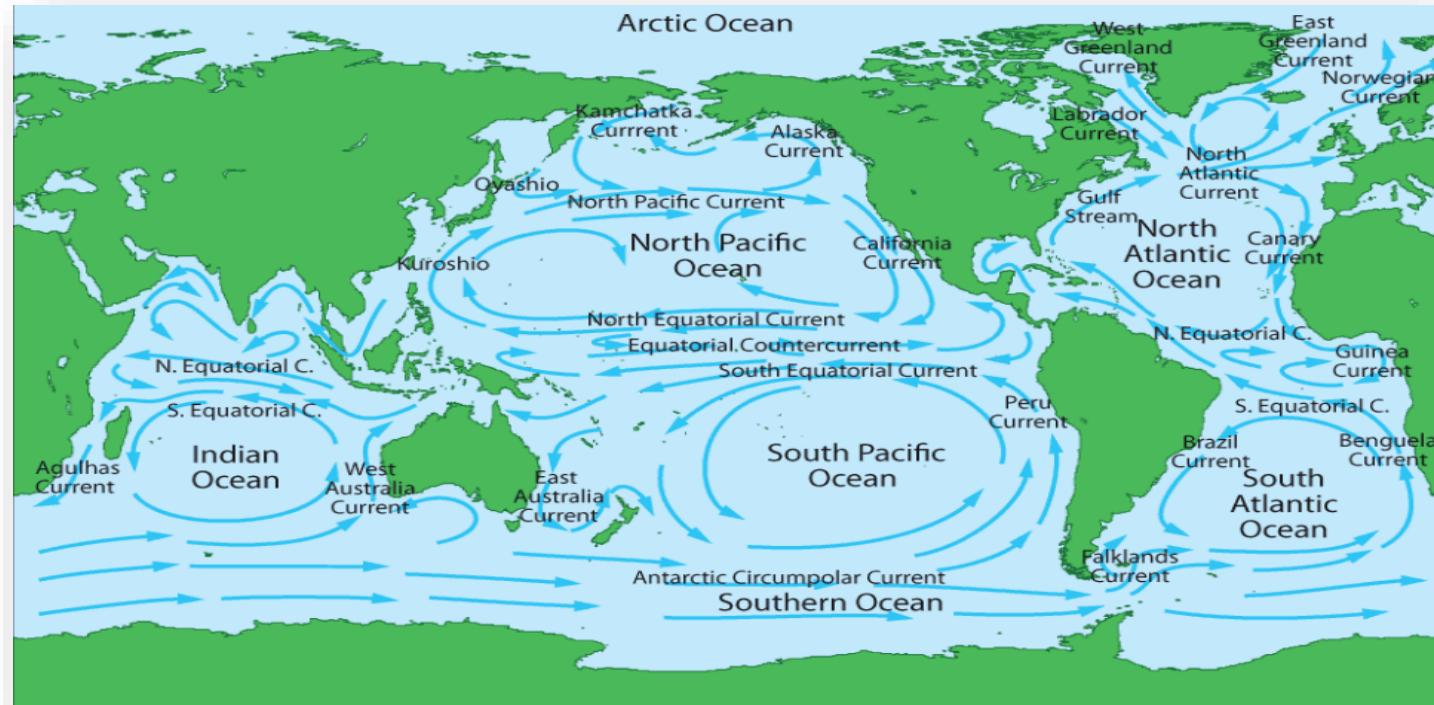 Arctic Ocean
West
Greenland
Current
East
Greenland
Current
Norwegian
Current
Kamchatka
Currrent
Alaska
Current
Labrador
Current
North
Atlantic
Current
Oyashio
North Pacific Current
Gulf
Stream
North Pacific
Ocean
California
Current
North
Atlantic
Ocean
Canary
Current
Kuroshio
North Equatorial Current
Equatorial.Countercurrent
South Equatorial Current
N. Equatorial C.
Guinea
Current
N. Equatorial C.
S. Equatorial C.
Peru
Current
S. Equatorial C.
Indian
Ocean
Agulhas
Current
West
Australia
Current
East
Australia
Current
South Pacific
Ocean
Brazil
Current
Benguela
Current
South
Atlantic
Ocean
Falklands
Current
Antarctic Circumpolar Current
Southern Ocean